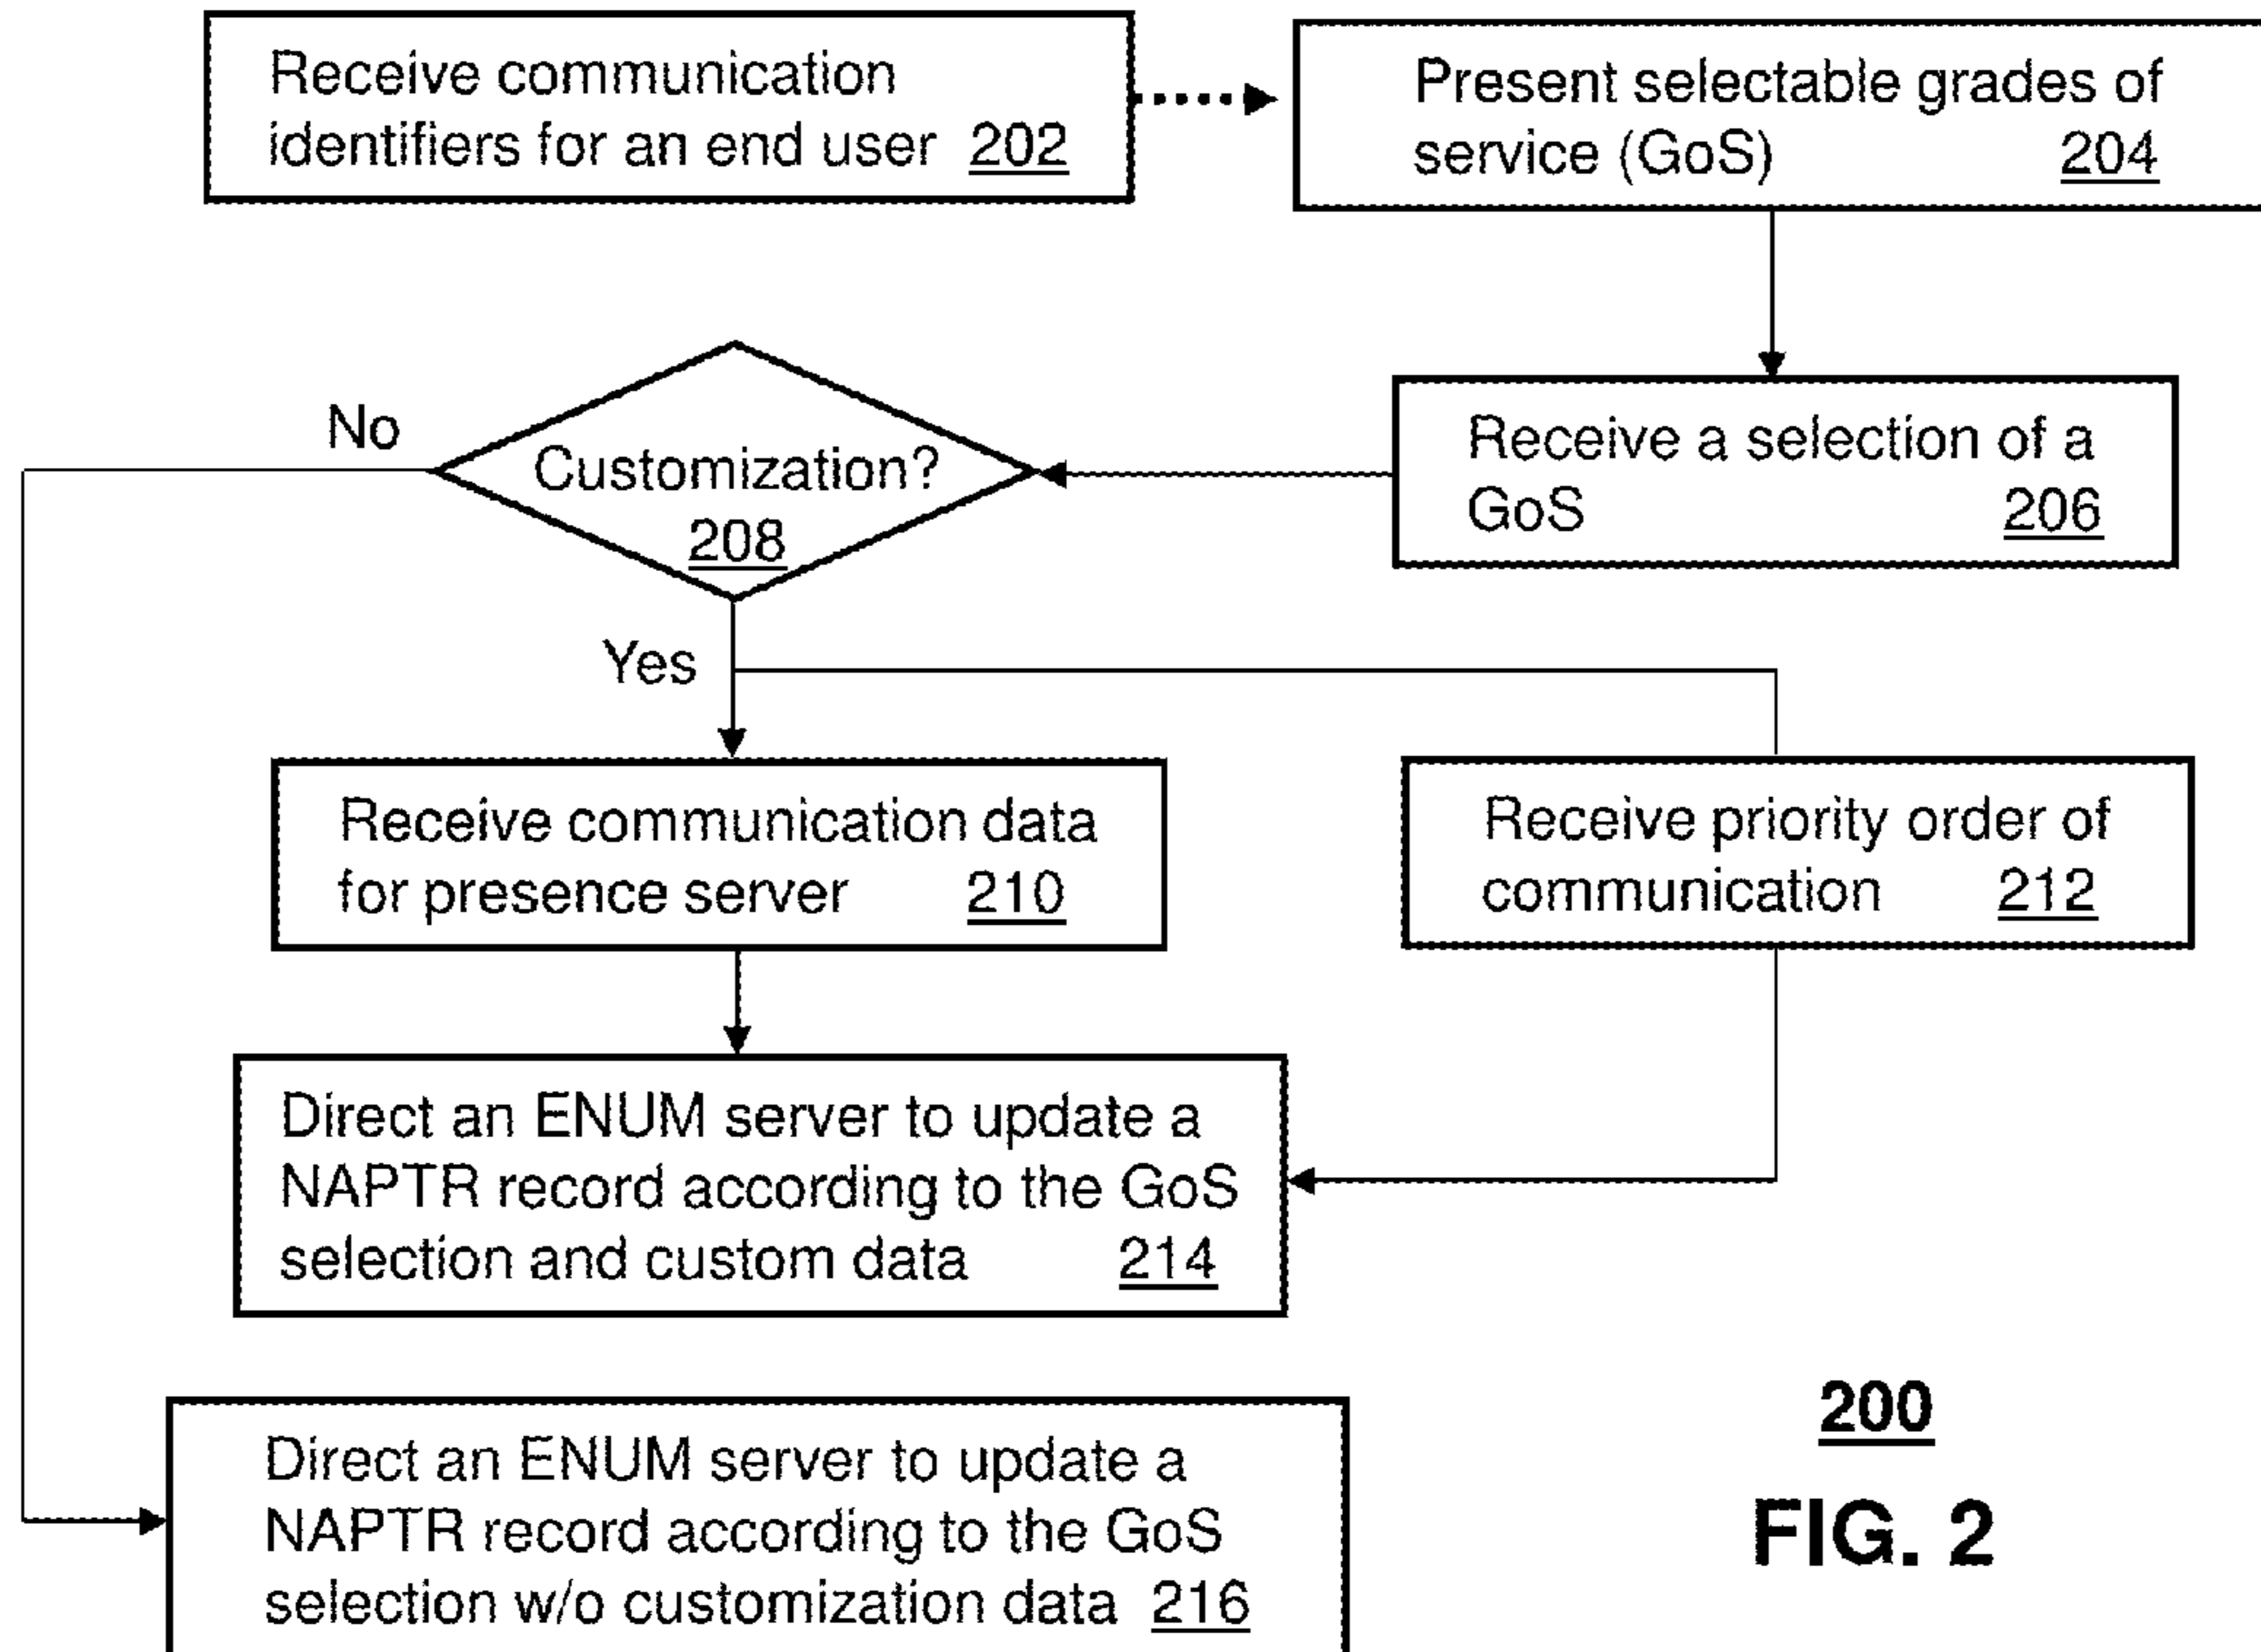 Receive communication
identifiers for an end user 202
Present selectable grades of
service (GoS) 204
Receive a selection of a
GoS 206
Customization?
208
No
Yes
Receive communication data
for presence server 210
Receive priority order of
communication 212
Direct an ENUM server to update a
NAPTR record according to the GoS
selection and custom data 214
Direct an ENUM server to update a
NAPTR record according to the GoS
selection w/o customization data 216
200
FIG. 2